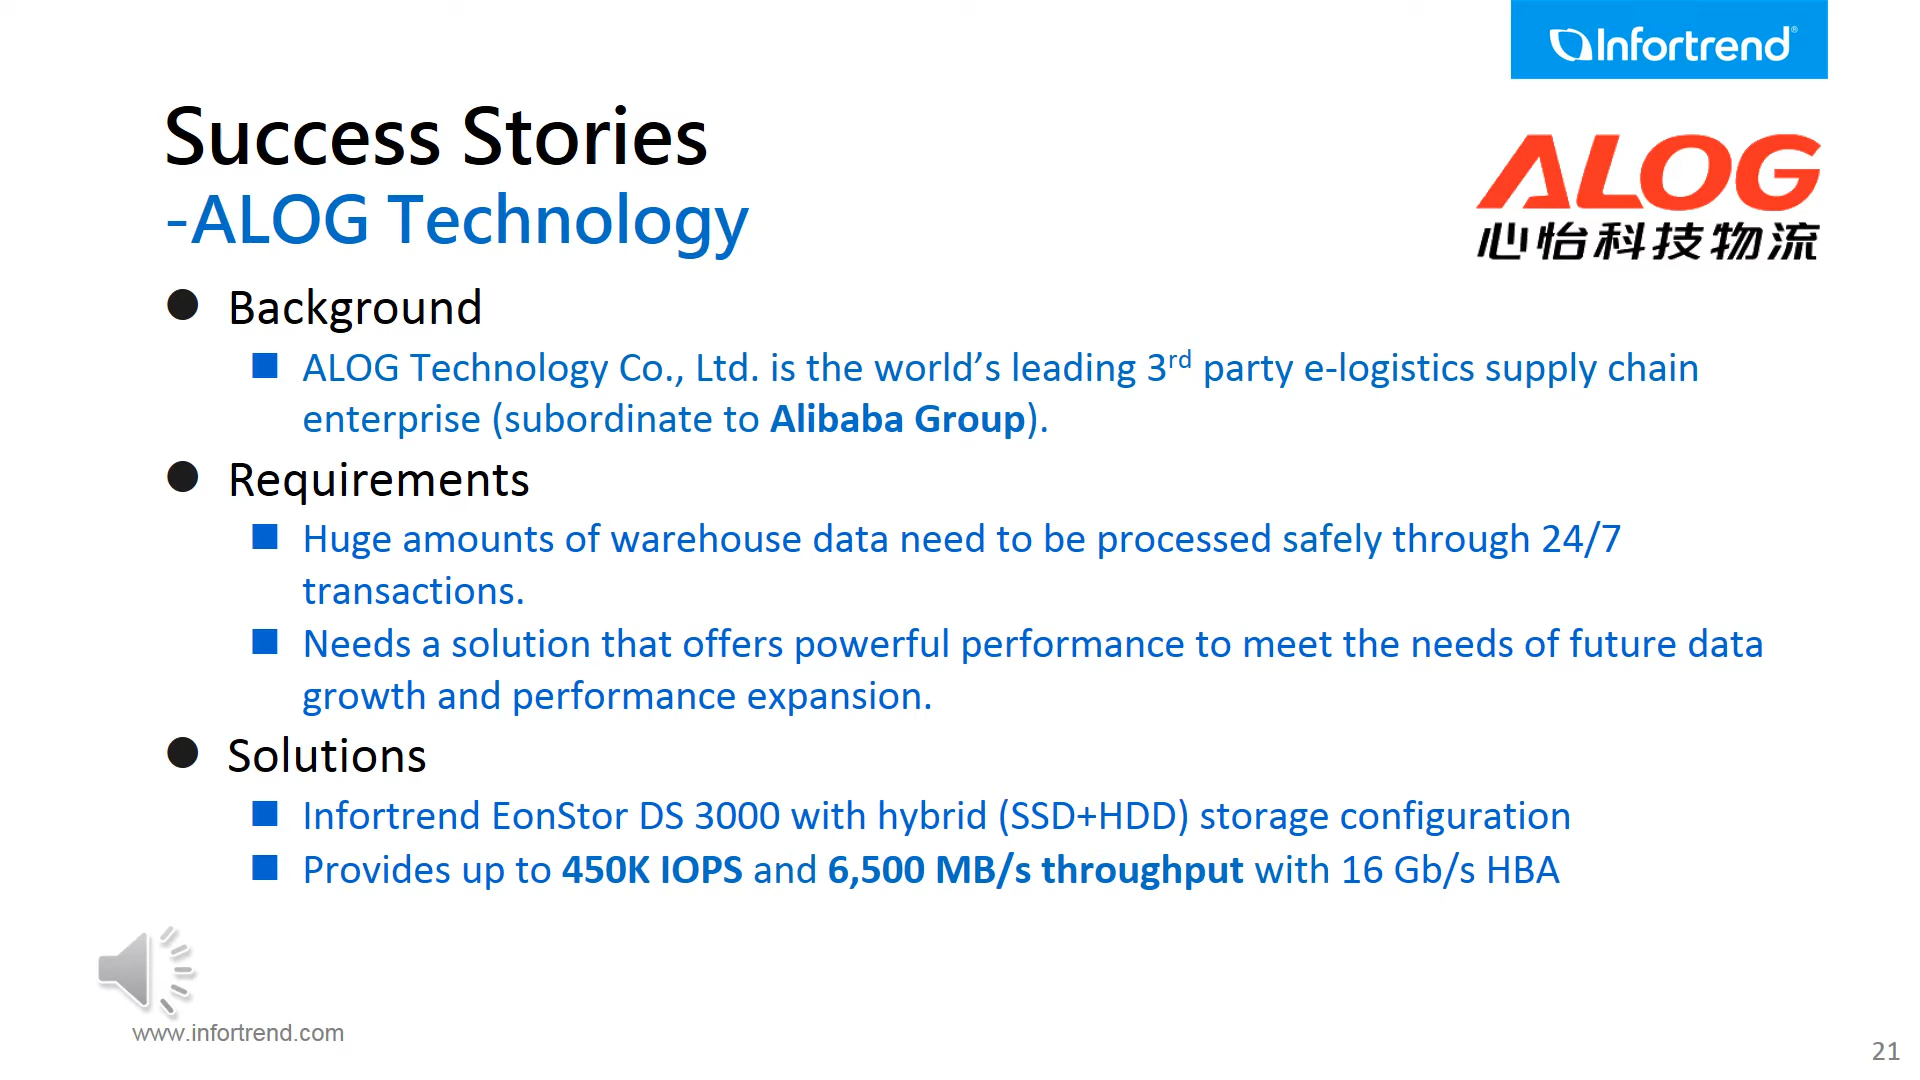 Infortrend®
Success Stories
-ALOG Technology
ALOG
心怡科技物流
● Background
■ ALOG Technology Co., Ltd. is the world’s leading 3rd party e-logistics supply chain
enterprise (subordinate to Alibaba Group).
● Requirements
■ Huge amounts of warehouse data need to be processed safely through 24/7
transactions.
■ Needs a solution that offers powerful performance to meet the needs of future data
growth and performance expansion.
● Solutions
■ Infortrend EonStor DS 3000 with hybrid (SSD+HDD) storage configuration
■ Provides up to 450K IOPS and 6,500 MB/s throughput with 16 Gb/s HBA
www.infortrend.com
21